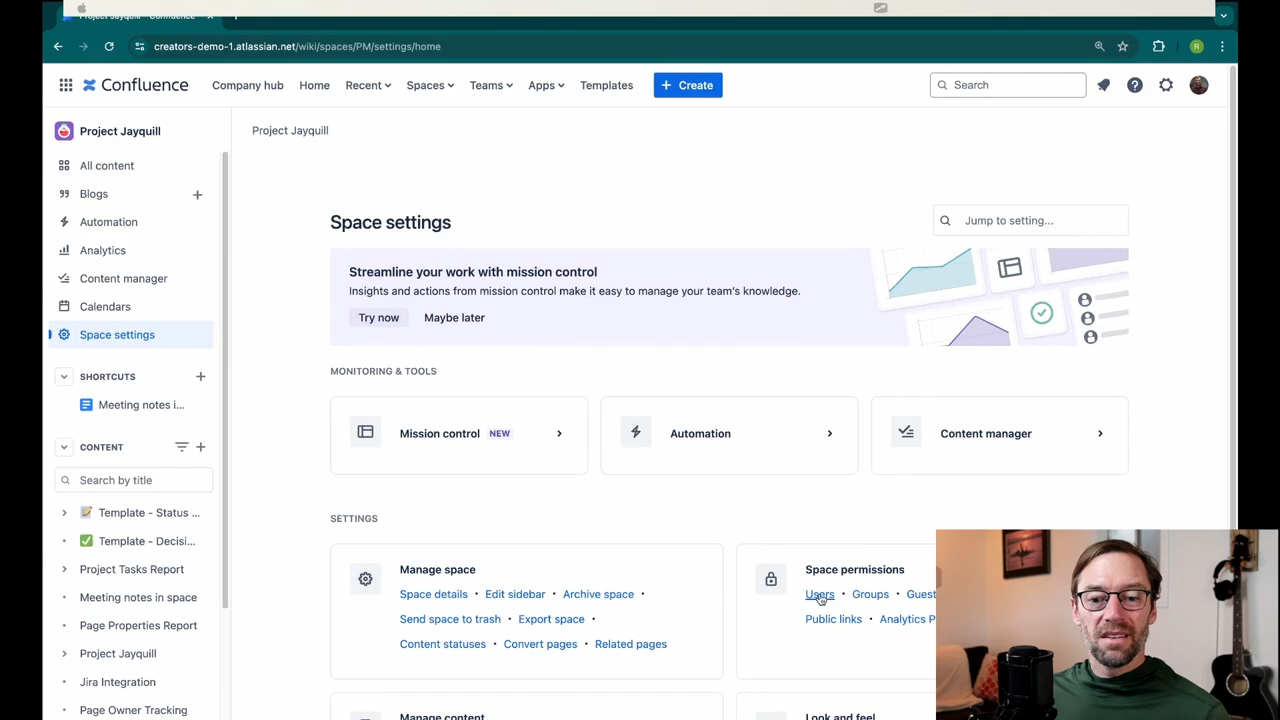 Project Jayquill - Confluence
creators-demo-1.atlassian.net/wiki/spaces/PM/settings/home
R
Confluence
Company hub
Home
Recent
Spaces
Teams
Apps
Templates
+ Create
Search
Project Jayquill
All content
Blogs
Automation
Analytics
Content manager
Calendars
Space settings
SHORTCUTS
Meeting notes i...
CONTENT
Search by title
Template - Status ...
Template - Decisi...
Project Tasks Report
Meeting notes in space
Page Properties Report
Project Jayquill
Jira Integration
Page Owner Tracking
Project Jayquill
Space settings
Jump to setting...
Streamline your work with mission control
Insights and actions from mission control make it easy to manage your team's knowledge.
Try now
Maybe later
MONITORING & TOOLS
Mission control NEW
Automation
Content manager
SETTINGS
Manage space
Space details • Edit sidebar • Archive space •
Send space to trash • Export space •
Content statuses • Convert pages • Related pages
Space permissions
Users • Groups • Guest
Public links • Analytics P
Manage content
Look and feel